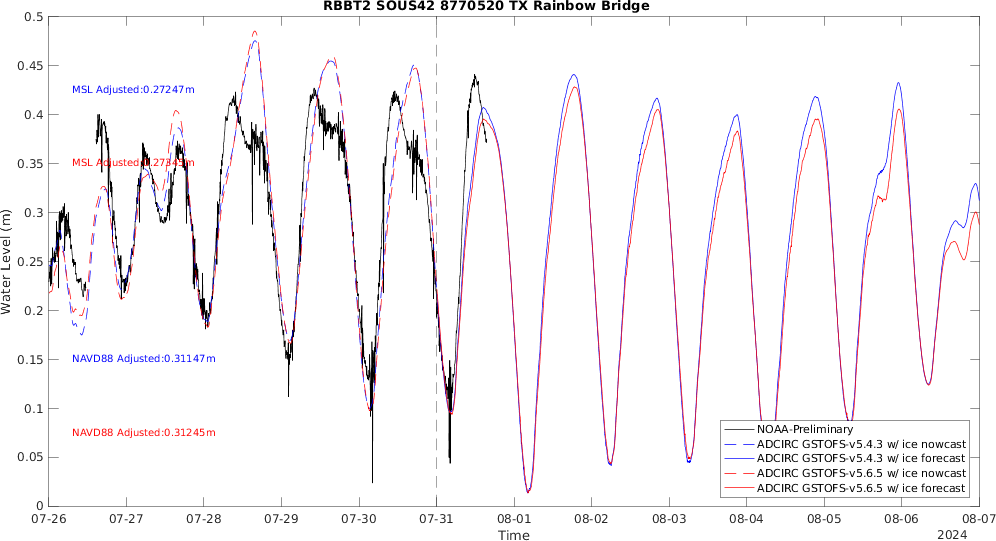 RBBT2 SOUS42 8770520 TX Rainbow Bridge
Water Level (m)
0.5
0.45
0.4
0.35
0.3
0.25
0.2
0.15
0.1
0.05
0
MSL Adjusted:0.27247m
MSL Adjusted:0.27345m
NAVD88 Adjusted:0.31147m
NAVD88 Adjusted:0.31245m
NOAA-Preliminary
ADCIRC GSTOFS-v5.4.3 w/ ice nowcast
ADCIRC GSTOFS-v5.4.3 w/ ice forecast
ADCIRC GSTOFS-v5.6.5 w/ ice nowcast
ADCIRC GSTOFS-v5.6.5 w/ ice forecast
07-26 07-27 07-28 07-29 07-30 07-31 08-01 08-02 08-03 08-04 08-05 08-06 08-07
Time
2024